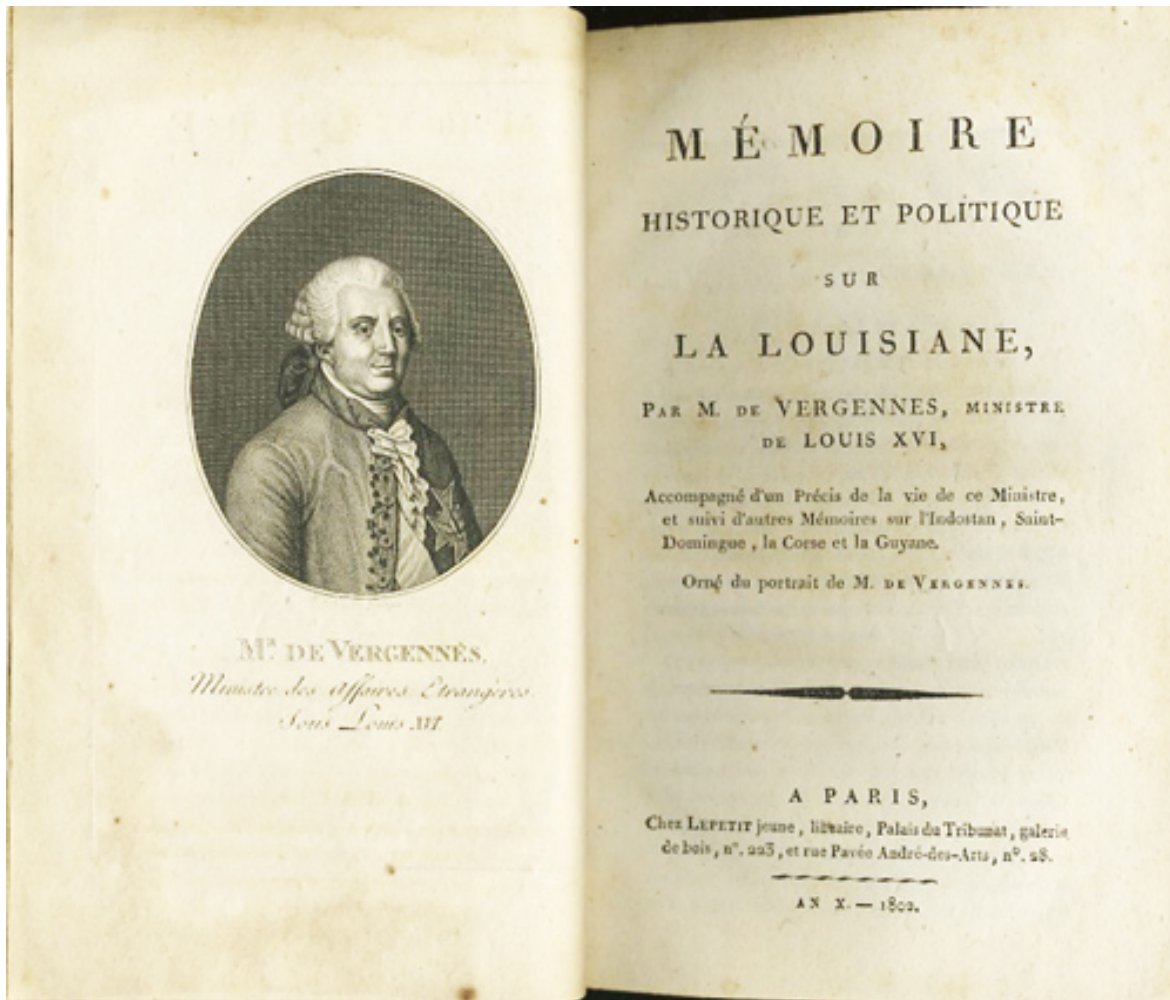 Mᴿ. DE VERGENNES,
Ministre des Affaires Etrangères
Sous Louis XVI.
MÉMOIRE
HISTORIQUE ET POLITIQUE
SUR
LA LOUISIANE,
PAR M. DE VERGENNES, MINISTRE
DE LOUIS XVI,
Accompagné d'un Précis de la vie de ce Ministre,
et suivi d'autres Mémoires sur l'Indostan, Saint-
Domingue, la Corse et la Guyane.
Orné du portrait de M. DE VERGENNES.
A PARIS,
Chez LEPETIT jeune, libraire, Palais du Tribunat, galerie
de bois, nº. 223, et rue Pavée André-des-Arts, nº. 28.
AN X. — 1802.